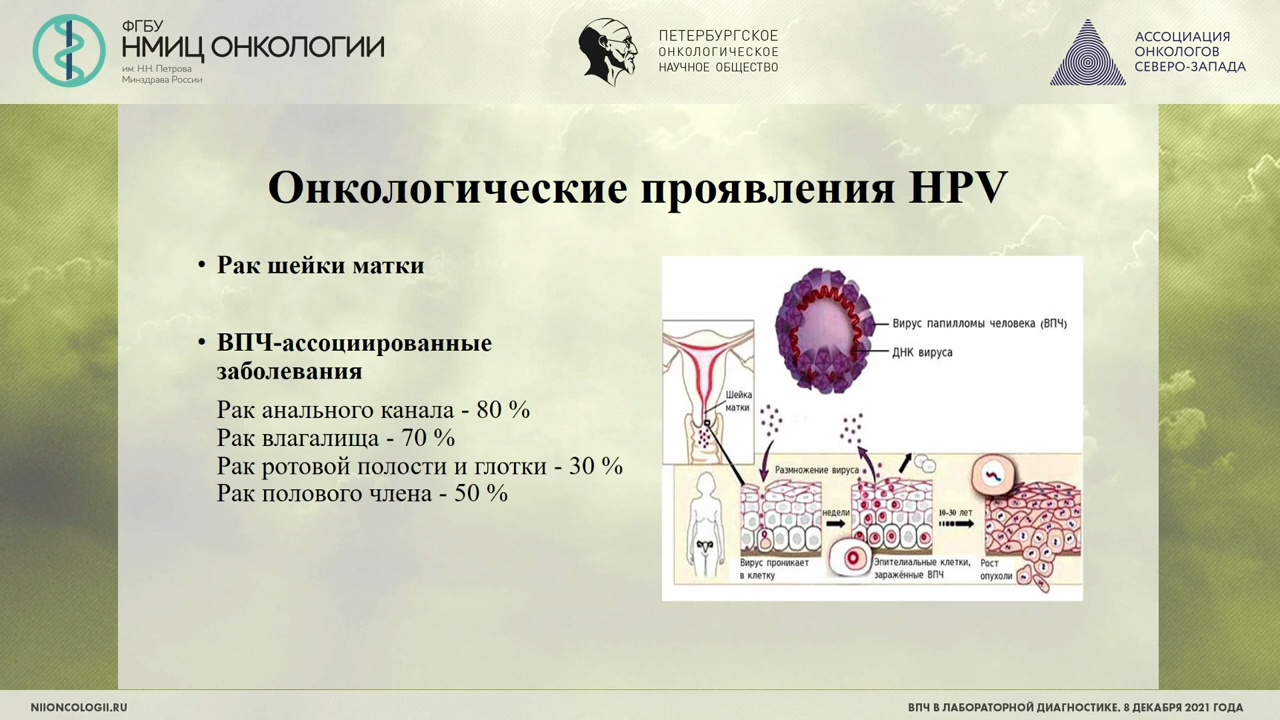 ФГБУ
НМИЦ ОНКОЛОГИИ
им. Н.Н. Петрова
Минздрава России
ПЕТЕРБУРГСКОЕ
ОНКОЛОГИЧЕСКОЕ
НАУЧНОЕ ОБЩЕСТВО
АССОЦИАЦИЯ
ОНКОЛОГОВ
СЕВЕРО-ЗАПАДА
Онкологические проявления HPV
• Рак шейки матки
• ВПЧ-ассоциированные
заболевания
Рак анального канала - 80 %
Рак влагалища - 70 %
Рак ротовой полости и глотки - 30 %
Рак полового члена - 50 %
Вирус папилломы человека (ВПЧ)
ДНК вируса
Шейка
матки
Размножение вируса
недели
10-30 лет
Вирус проникает
в клетку
Эпителиальные клетки,
заражённые ВПЧ
Рост
опухоли
NIIONCOLOGII.RU
ВПЧ В ЛАБОРАТОРНОЙ ДИАГНОСТИКЕ. 8 ДЕКАБРЯ 2021 ГОДА